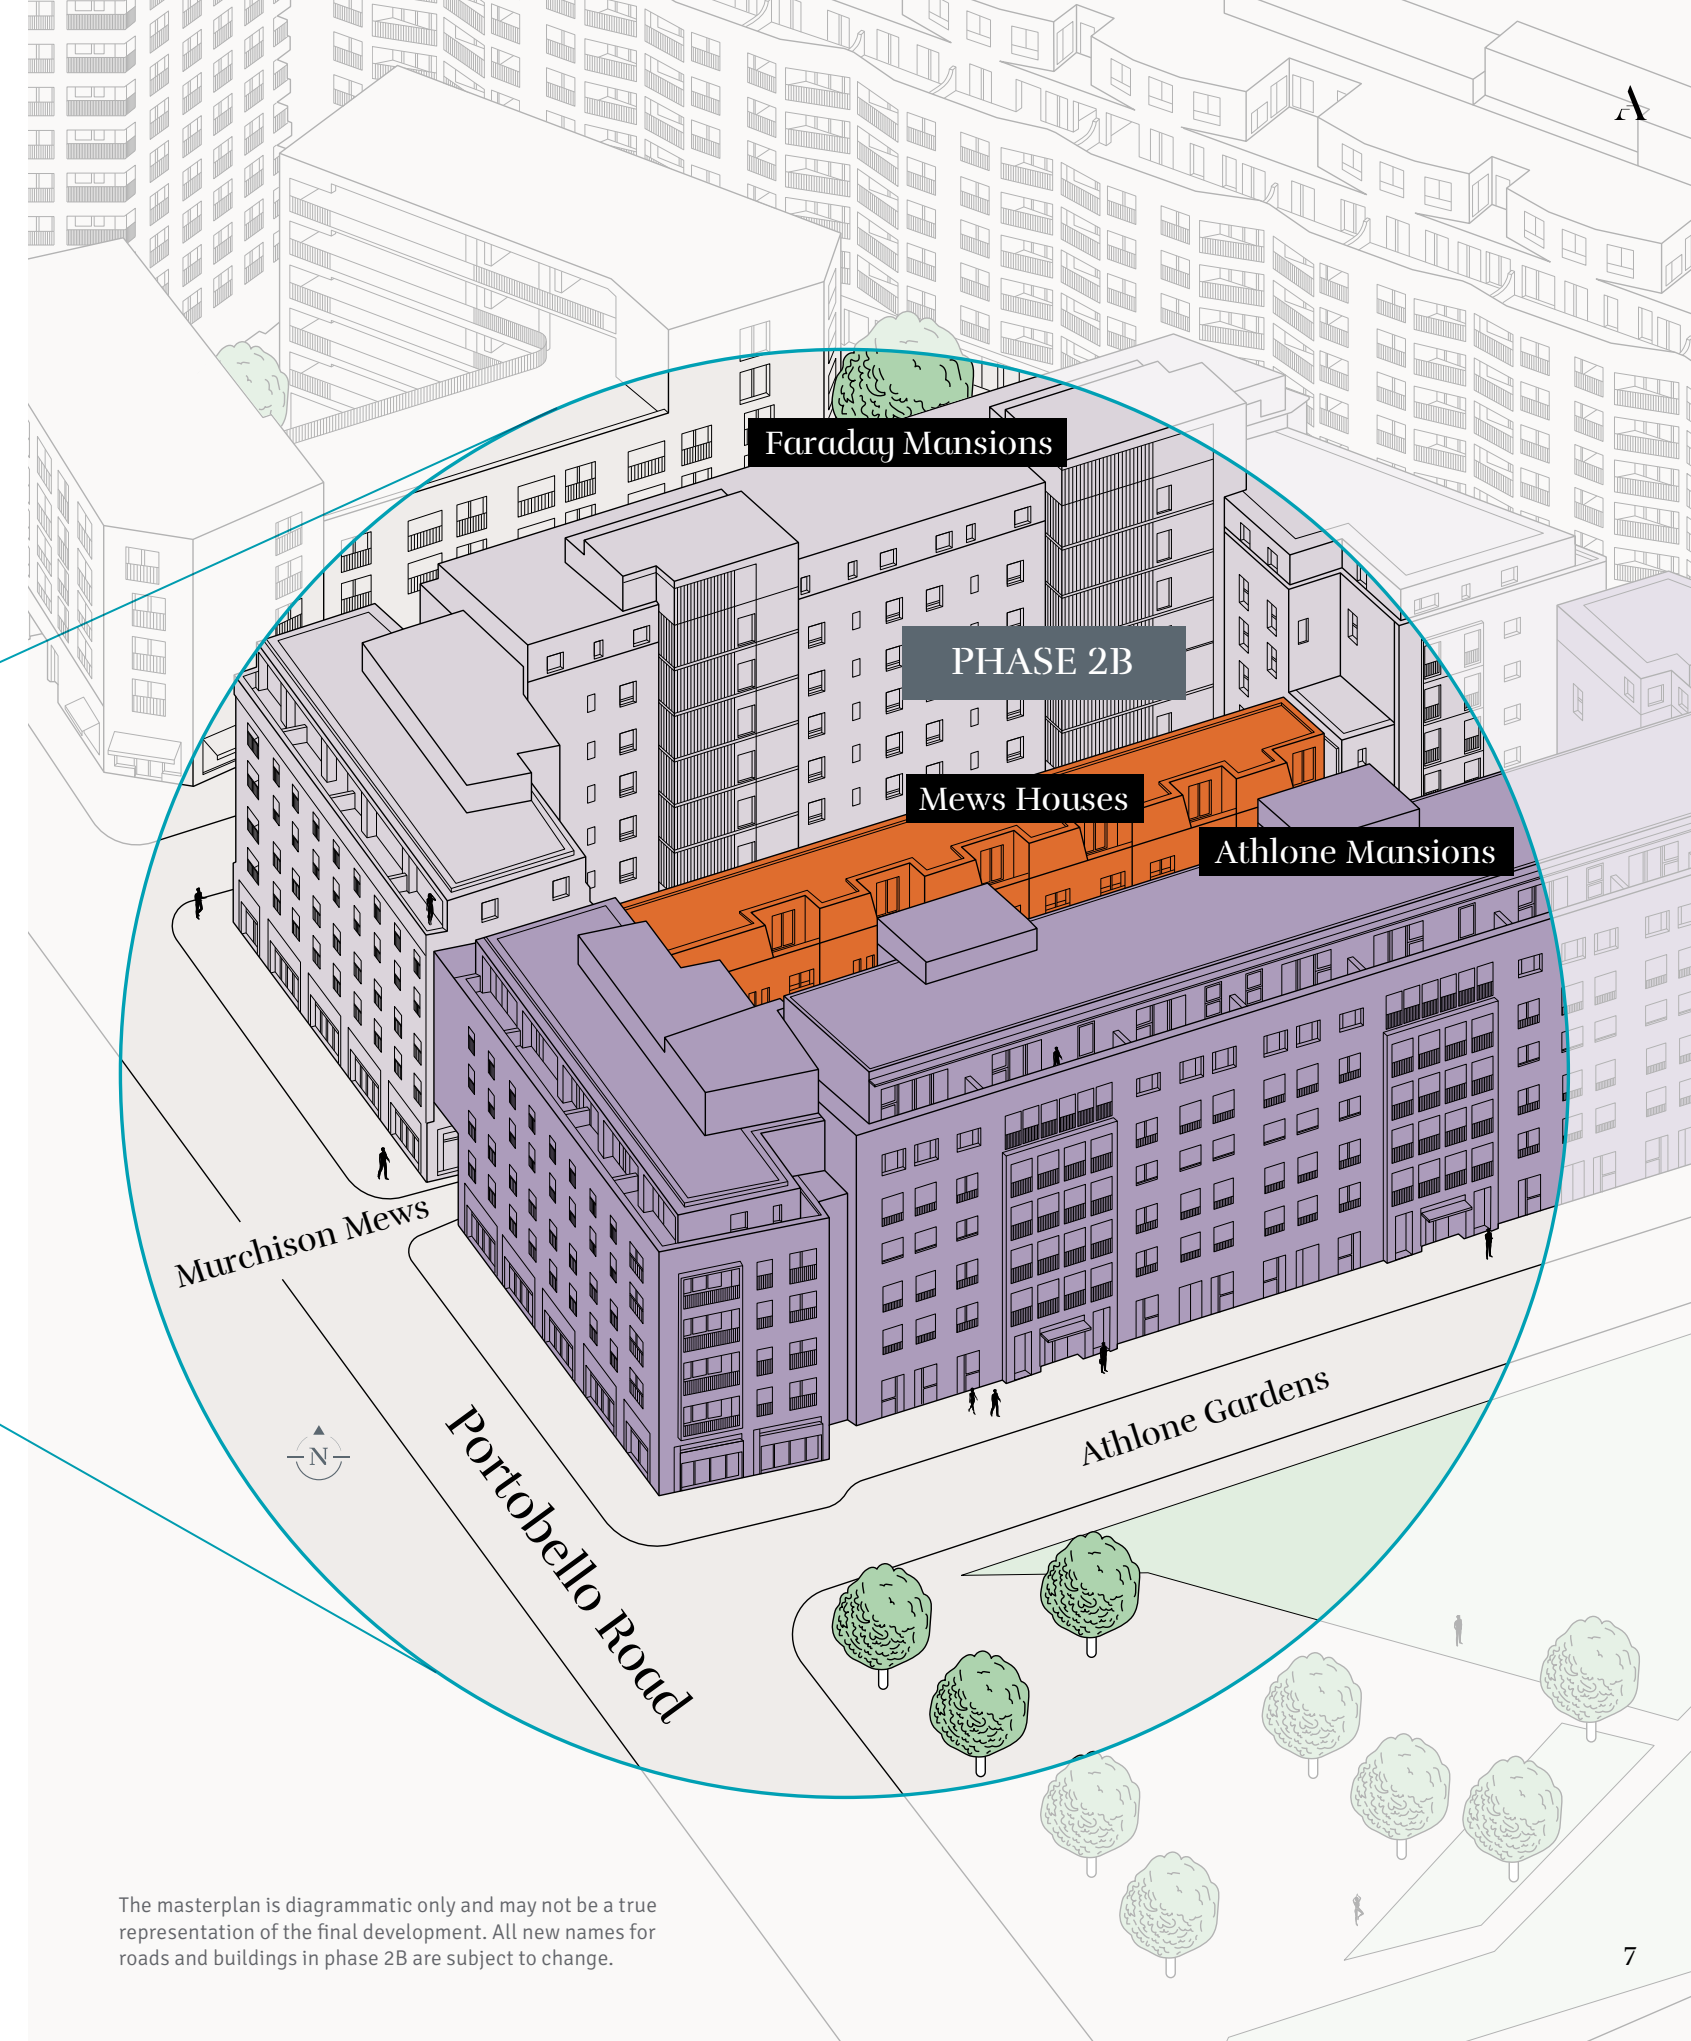 A
Faraday Mansions
PHASE 2B
Mews Houses
Athlone Mansions
Murchison Mews
Athlone Gardens
Portobello Road
N
The masterplan is diagrammatic only and may not be a true
representation of the final development. All new names for
roads and buildings in phase 2B are subject to change.
7